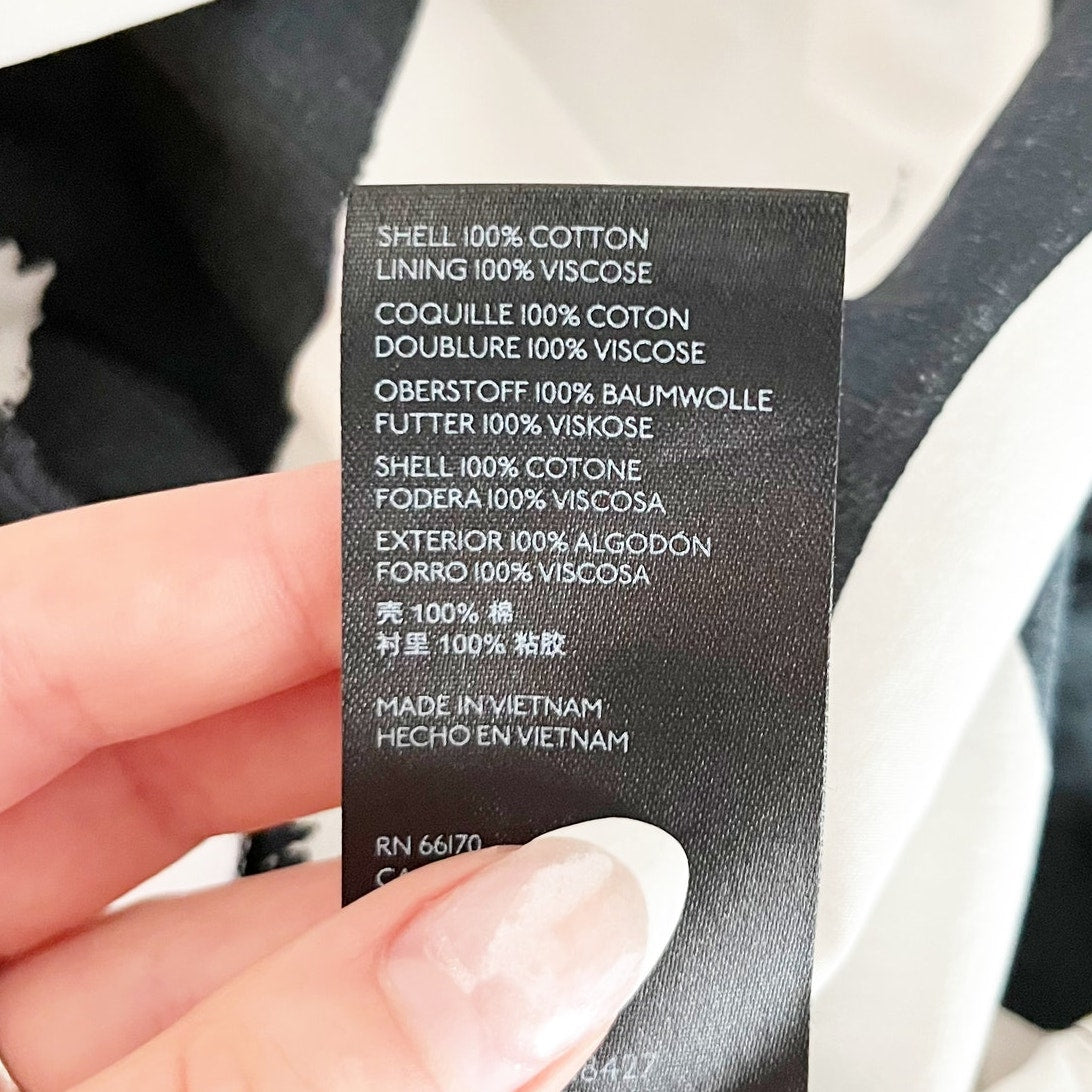 SHELL 100% COTTON
LINING 100% VISCOSE
COQUILLE 100% COTON
DOUBLURE 100% VISCOSE
OBERSTOFF 100% BAUMWOLLE
FUTTER 100% VISKOSE
SHELL 100% COTONE
FODERA 100% VISCOSA
EXTERIOR 100% ALGODÓN
FORRO 100% VISCOSA
壳 100% 棉
衬里 100% 粘胶
MADE IN VIETNAM
HECHO EN VIETNAM
RN 66170
8427